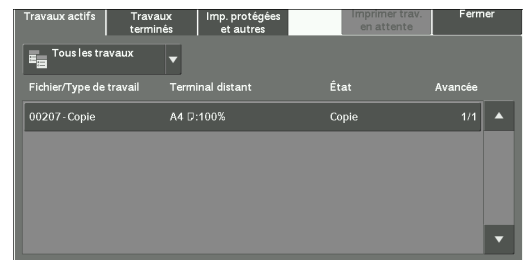 Travaux actifs
Travaux
terminés
Imp. protégées
et autres
Imprimer trav.
en attente
Fermer
Tous les travaux
Fichier/Type de travail Terminal distant État Avancée
00207-Copie A4 :100% Copie 1/1